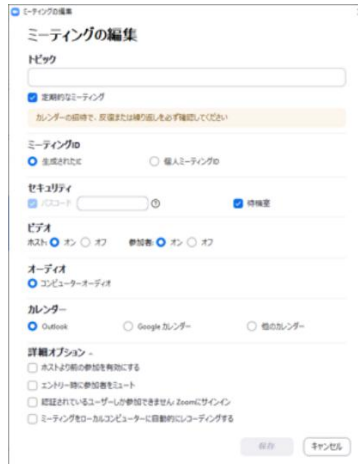 ミーティングの編集
ミーティングの編集
トピック
定期的なミーティング
カレンダーの招待で、反復または繰り返しを必ず確認してください
ミーティングID
生成されたID 個人ミーティングID
セキュリティ
パスコード 待機室
ビデオ
ホスト: オン オフ 参加者: オン オフ
オーディオ
コンピューターオーディオ
カレンダー
Outlook Google カレンダー 他のカレンダー
詳細オプション
ホストより前の参加を有効にする
エントリー時に参加者をミュート
認証されているユーザーしか参加できません: Zoomにサインイン
ミーティングをローカルコンピューターに自動的にレコーディングする
保存 キャンセル